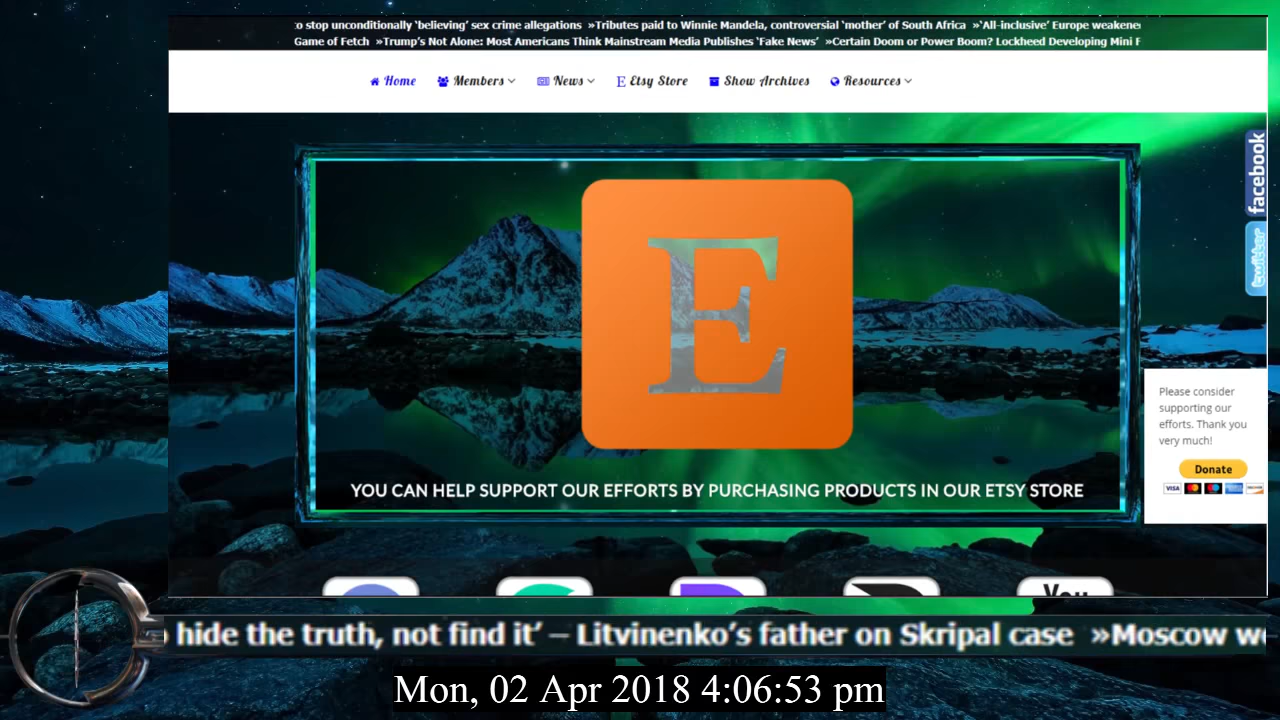 to stop unconditionally ‘believing’ sex crime allegations »Tributes paid to Winnie Mandela, controversial ‘mother’ of South Africa »‘All-inclusive’ Europe weakene
Game of Fetch »Trump’s Not Alone: Most Americans Think Mainstream Media Publishes ‘Fake News’ »Certain Doom or Power Boom? Lockheed Developing Mini F
Home Members News E Etsy Store Show Archives Resources
facebook
twitter
E
Please consider
supporting our
efforts. Thank you
very much!
Donate
VISA
YOU CAN HELP SUPPORT OUR EFFORTS BY PURCHASING PRODUCTS IN OUR ETSY STORE
You
hide the truth, not find it’ – Litvinenko’s father on Skripal case »Moscow w
Mon, 02 Apr 2018 4:06:53 pm